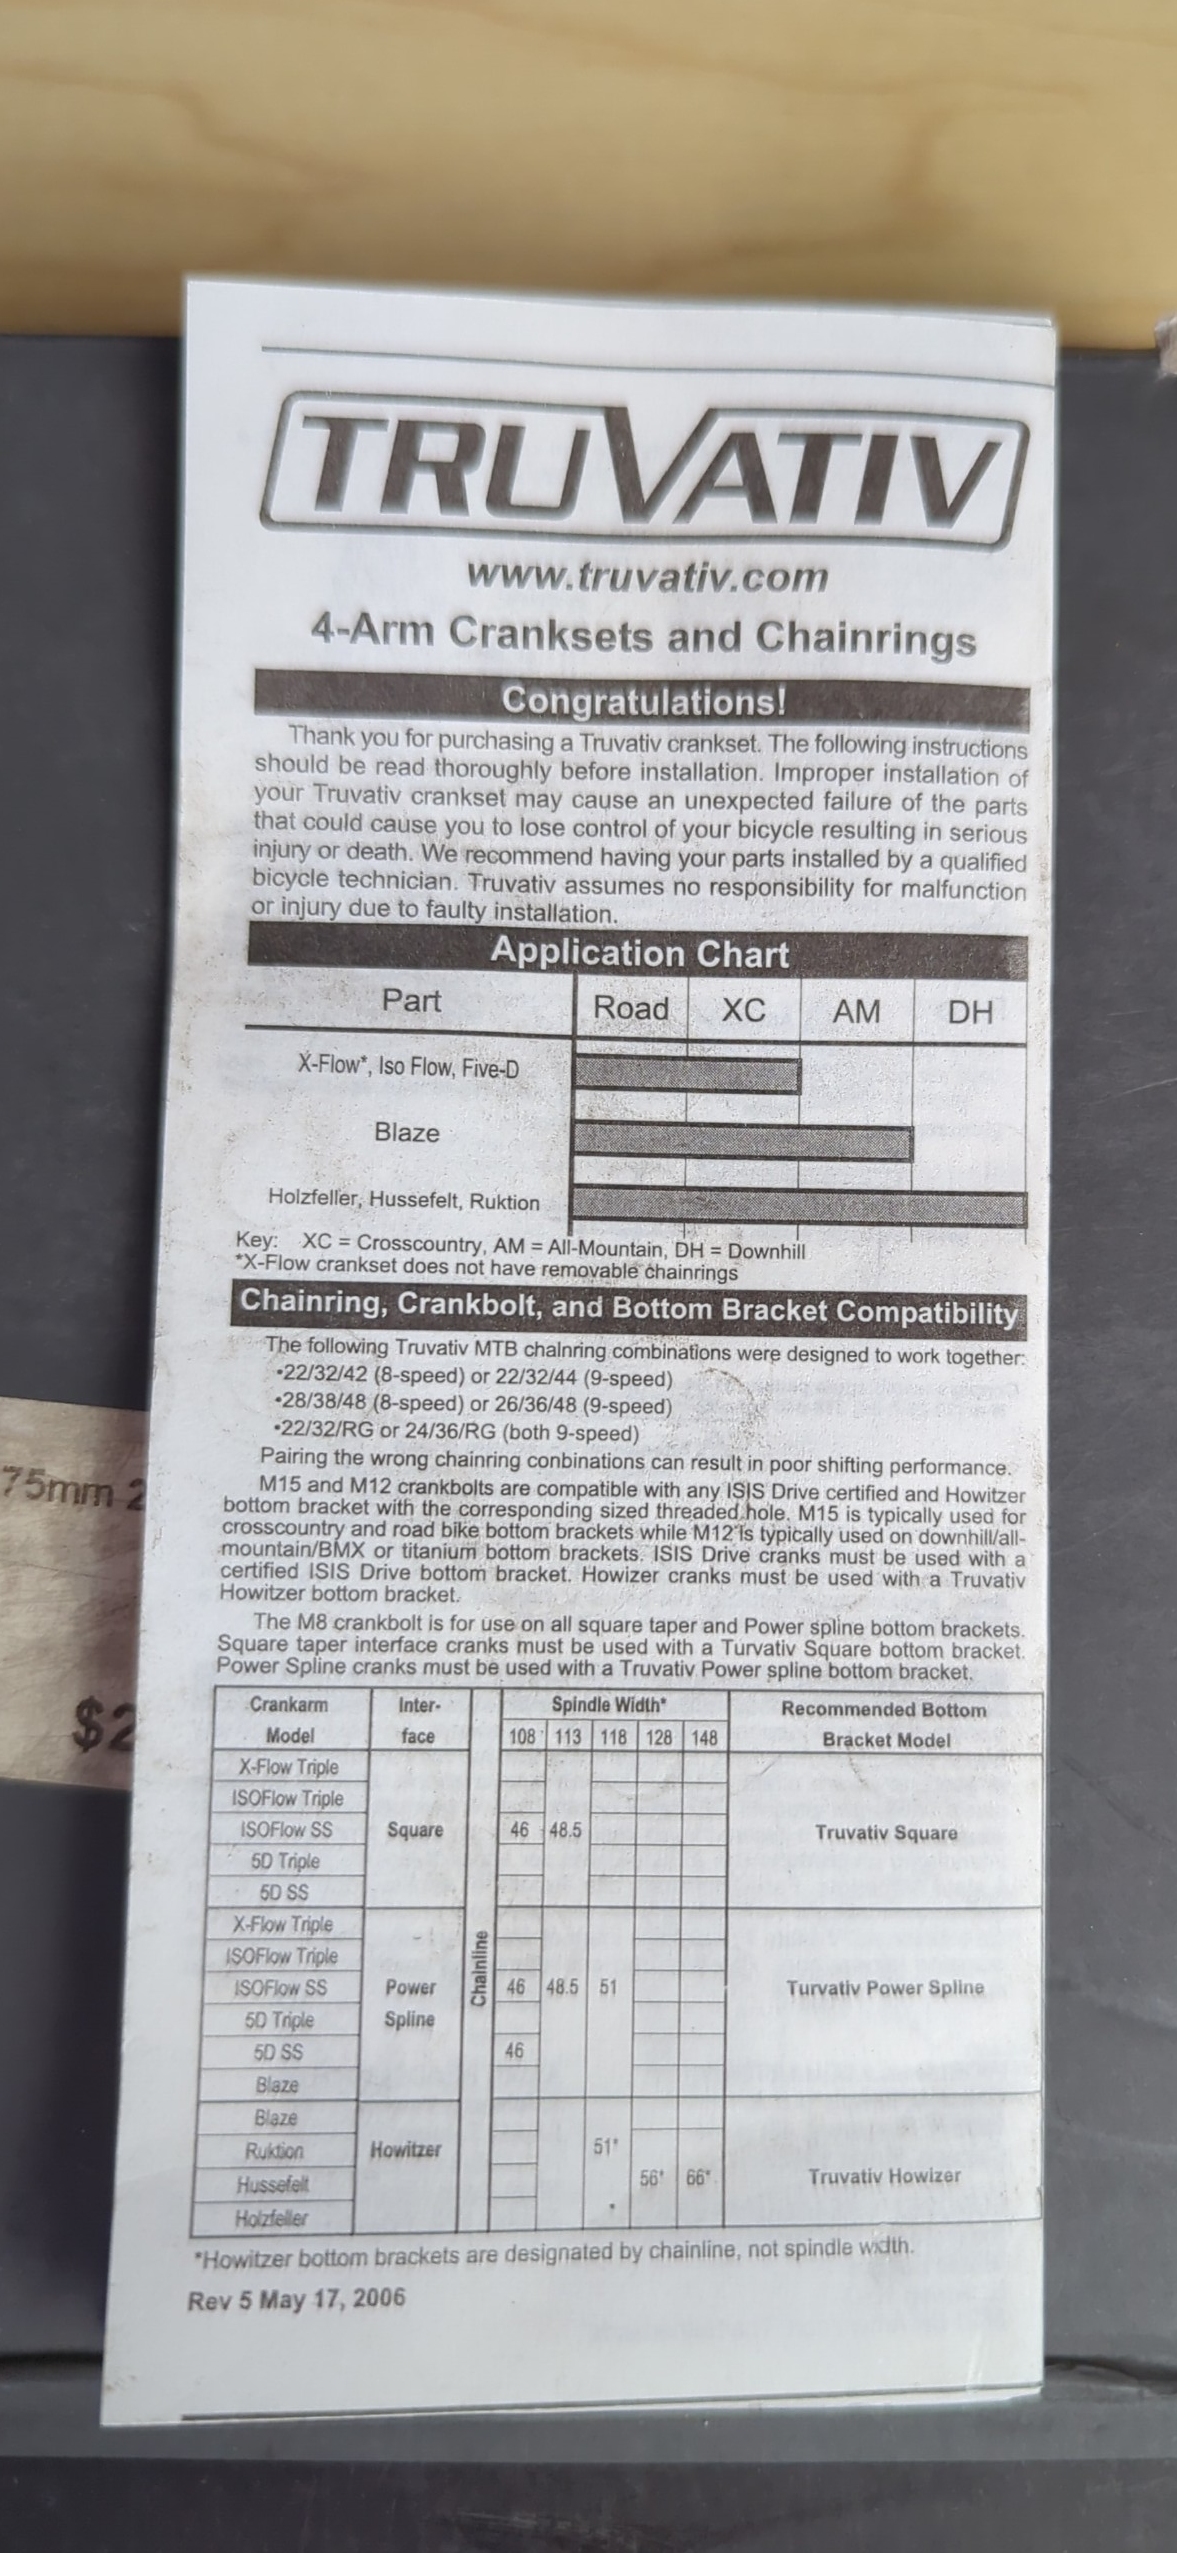 TRUVATIV
www.truvativ.com
4-Arm Cranksets and Chainrings
Congratulations!
Thank you for purchasing a Truvativ crankset. The following instructions
should be read thoroughly before installation. Improper installation of
your Truvativ crankset may cause an unexpected failure of the parts
that could cause you to lose control of your bicycle resulting in serious
injury or death. We recommend having your parts installed by a qualified
bicycle technician. Truvativ assumes no responsibility for malfunction
or injury due to faulty installation.
Application Chart
Part Road XC AM DH
X-Flow*, Iso Flow, Five-D
Blaze
Holzfeller, Hussefelt, Ruktion
Key: XC = Crosscountry, AM = All-Mountain, DH = Downhill
*X-Flow crankset does not have removable chainrings
Chainring, Crankbolt, and Bottom Bracket Compatibility
The following Truvativ MTB chainring combinations were designed to work together:
•22/32/42 (8-speed) or 22/32/44 (9-speed)
•28/38/48 (8-speed) or 26/36/48 (9-speed)
•22/32/RG or 24/36/RG (both 9-speed)
Pairing the wrong chainring conbinations can result in poor shifting performance.
M15 and M12 crankbolts are compatible with any ISIS Drive certified and Howitzer
bottom bracket with the corresponding sized threaded hole. M15 is typically used for
crosscountry and road bike bottom brackets while M12 is typically used on downhill/all-
mountain/BMX or titanium bottom brackets. ISIS Drive cranks must be used with a
certified ISIS Drive bottom bracket. Howizer cranks must be used with a Truvativ
Howitzer bottom bracket.
The M8 crankbolt is for use on all square taper and Power spline bottom brackets.
Square taper interface cranks must be used with a Turvativ Square bottom bracket.
Power Spline cranks must be used with a Truvativ Power spline bottom bracket.
Crankarm Inter- Spindle Width* Recommended Bottom
Model face 108 113 118 128 148 Bracket Model
X-Flow Triple
ISOFlow Triple
ISOFlow SS Square 46 48.5 Truvativ Square
5D Triple
5D SS
Chainline
X-Flow Triple
ISOFlow Triple
ISOFlow SS Power 46 48.5 51 Turvativ Power Spline
5D Triple Spline
5D SS 46
Blaze
Blaze
Ruktion Howitzer 51*
Hussefelt 56* 66* Truvativ Howizer
Holzfeller
*Howitzer bottom brackets are designated by chainline, not spindle width.
Rev 5 May 17, 2006
75mm 2
$2